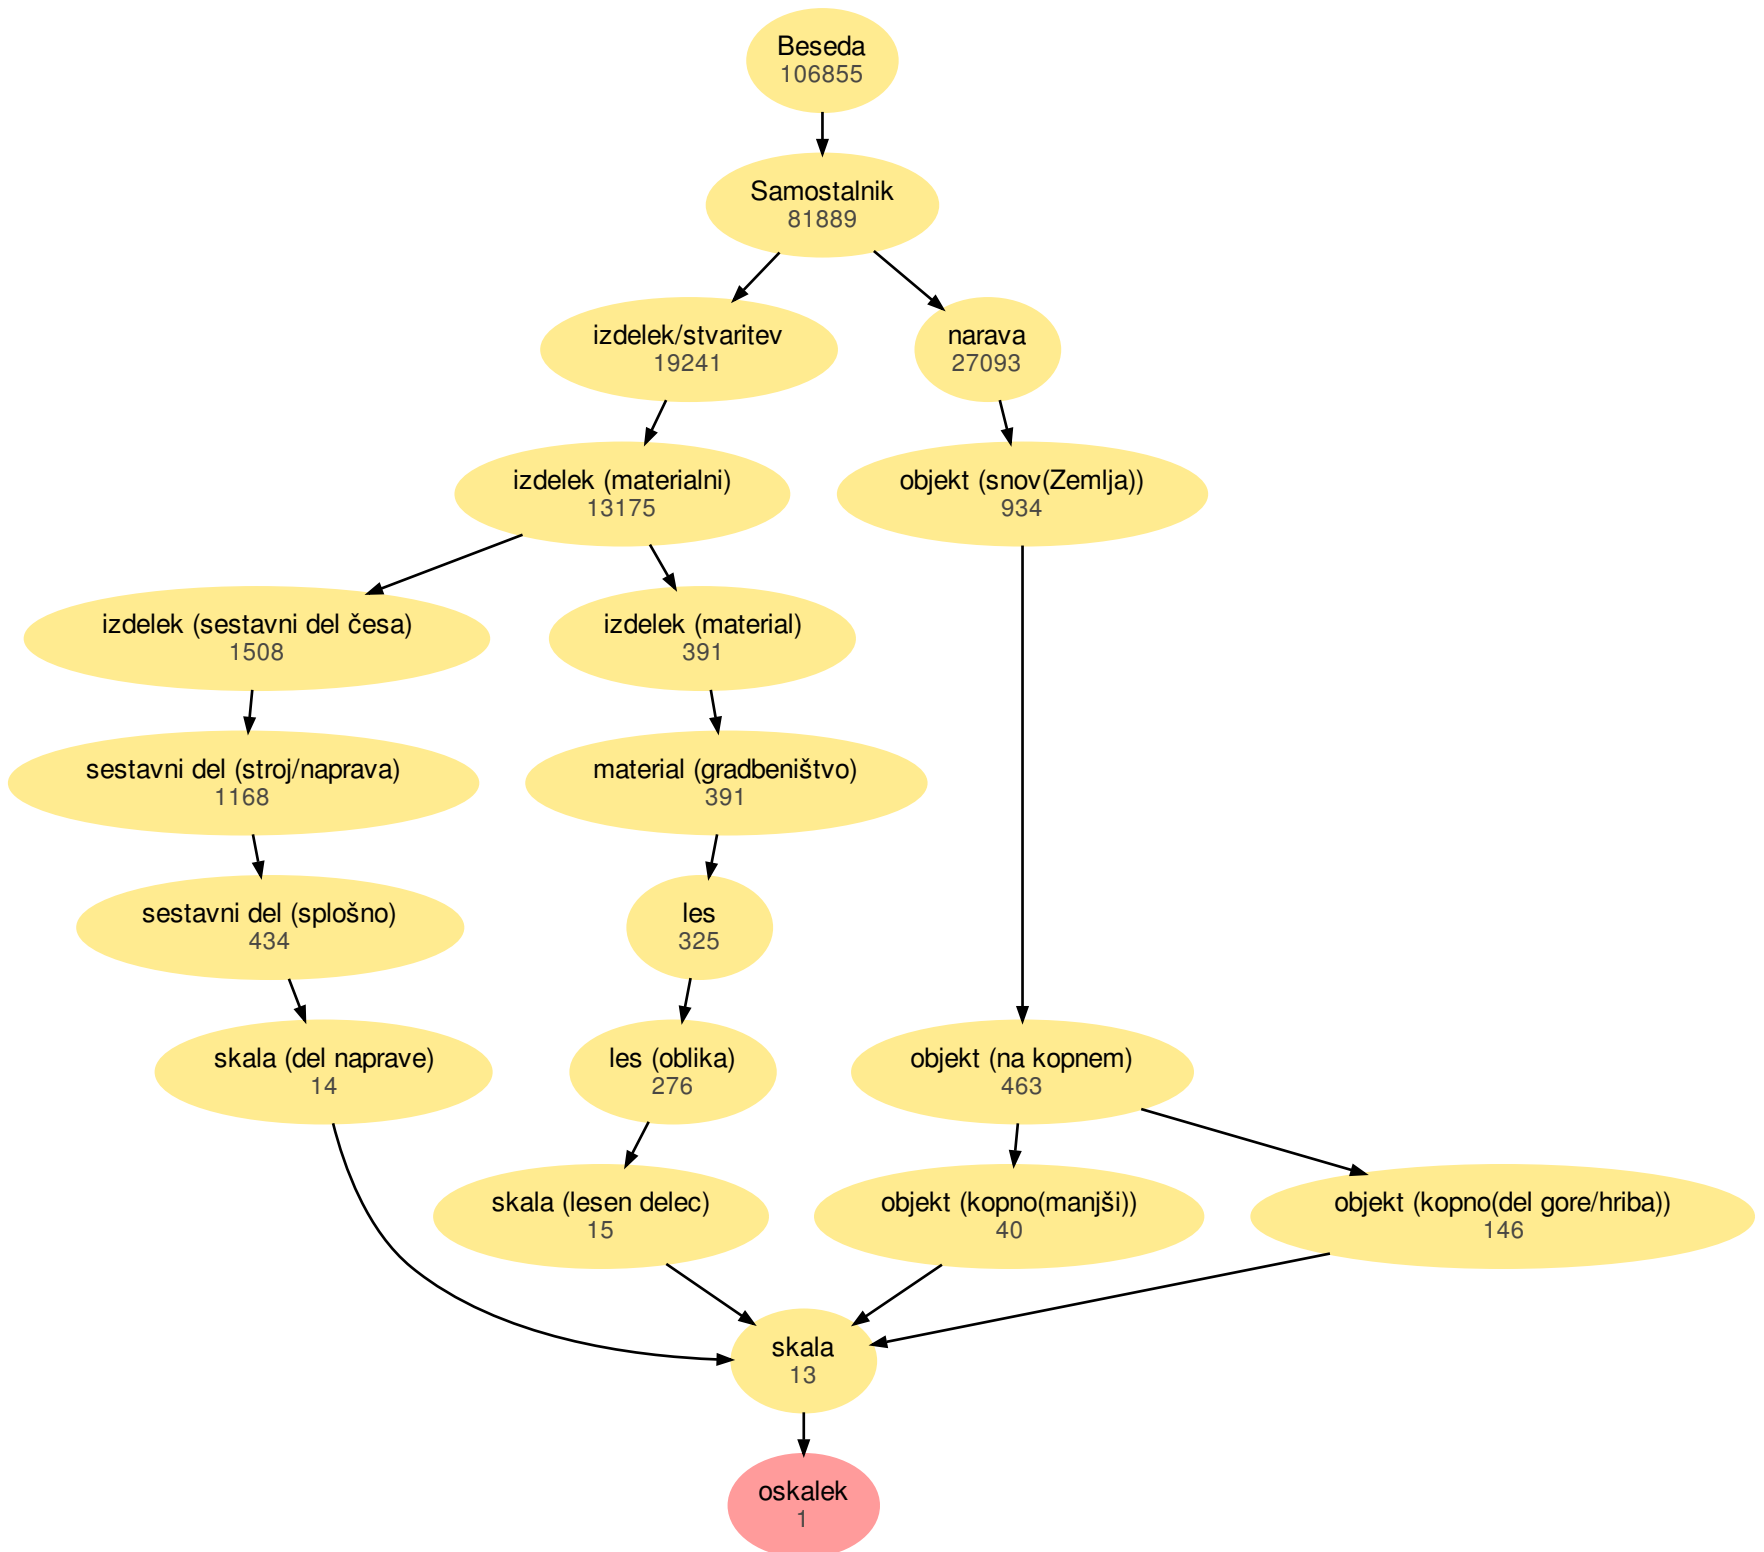 Beseda
106855
Samostalnik
81889
izdelek/stvaritev
19241
narava
27093
izdelek (materialni)
13175
objekt (snov(Zemlja))
934
izdelek (sestavni del česa)
1508
izdelek (material)
391
sestavni del (stroj/naprava)
1168
material (gradbeništvo)
391
sestavni del (splošno)
434
les
325
skala (del naprave)
14
les (oblika)
276
objekt (na kopnem)
463
skala (lesen delec)
15
objekt (kopno(manjši))
40
objekt (kopno(del gore/hriba))
146
skala
13
oskalek
1